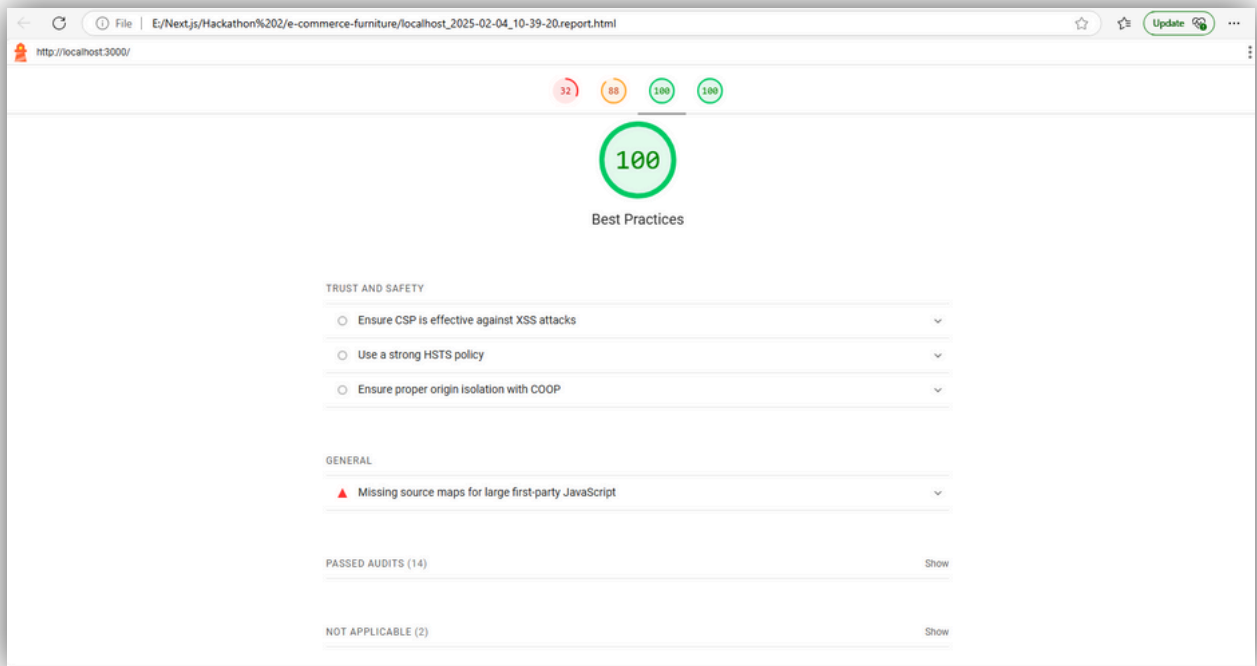 File
E:/Next.js/Hackathon%202/e-commerce-furniture/localhost_2025-02-04_10-39-20.report.html
Update
http://localhost:3000/
32
88
100
100
100
Best Practices
TRUST AND SAFETY
Ensure CSP is effective against XSS attacks
Use a strong HSTS policy
Ensure proper origin isolation with COOP
GENERAL
Missing source maps for large first-party JavaScript
PASSED AUDITS (14)
Show
NOT APPLICABLE (2)
Show